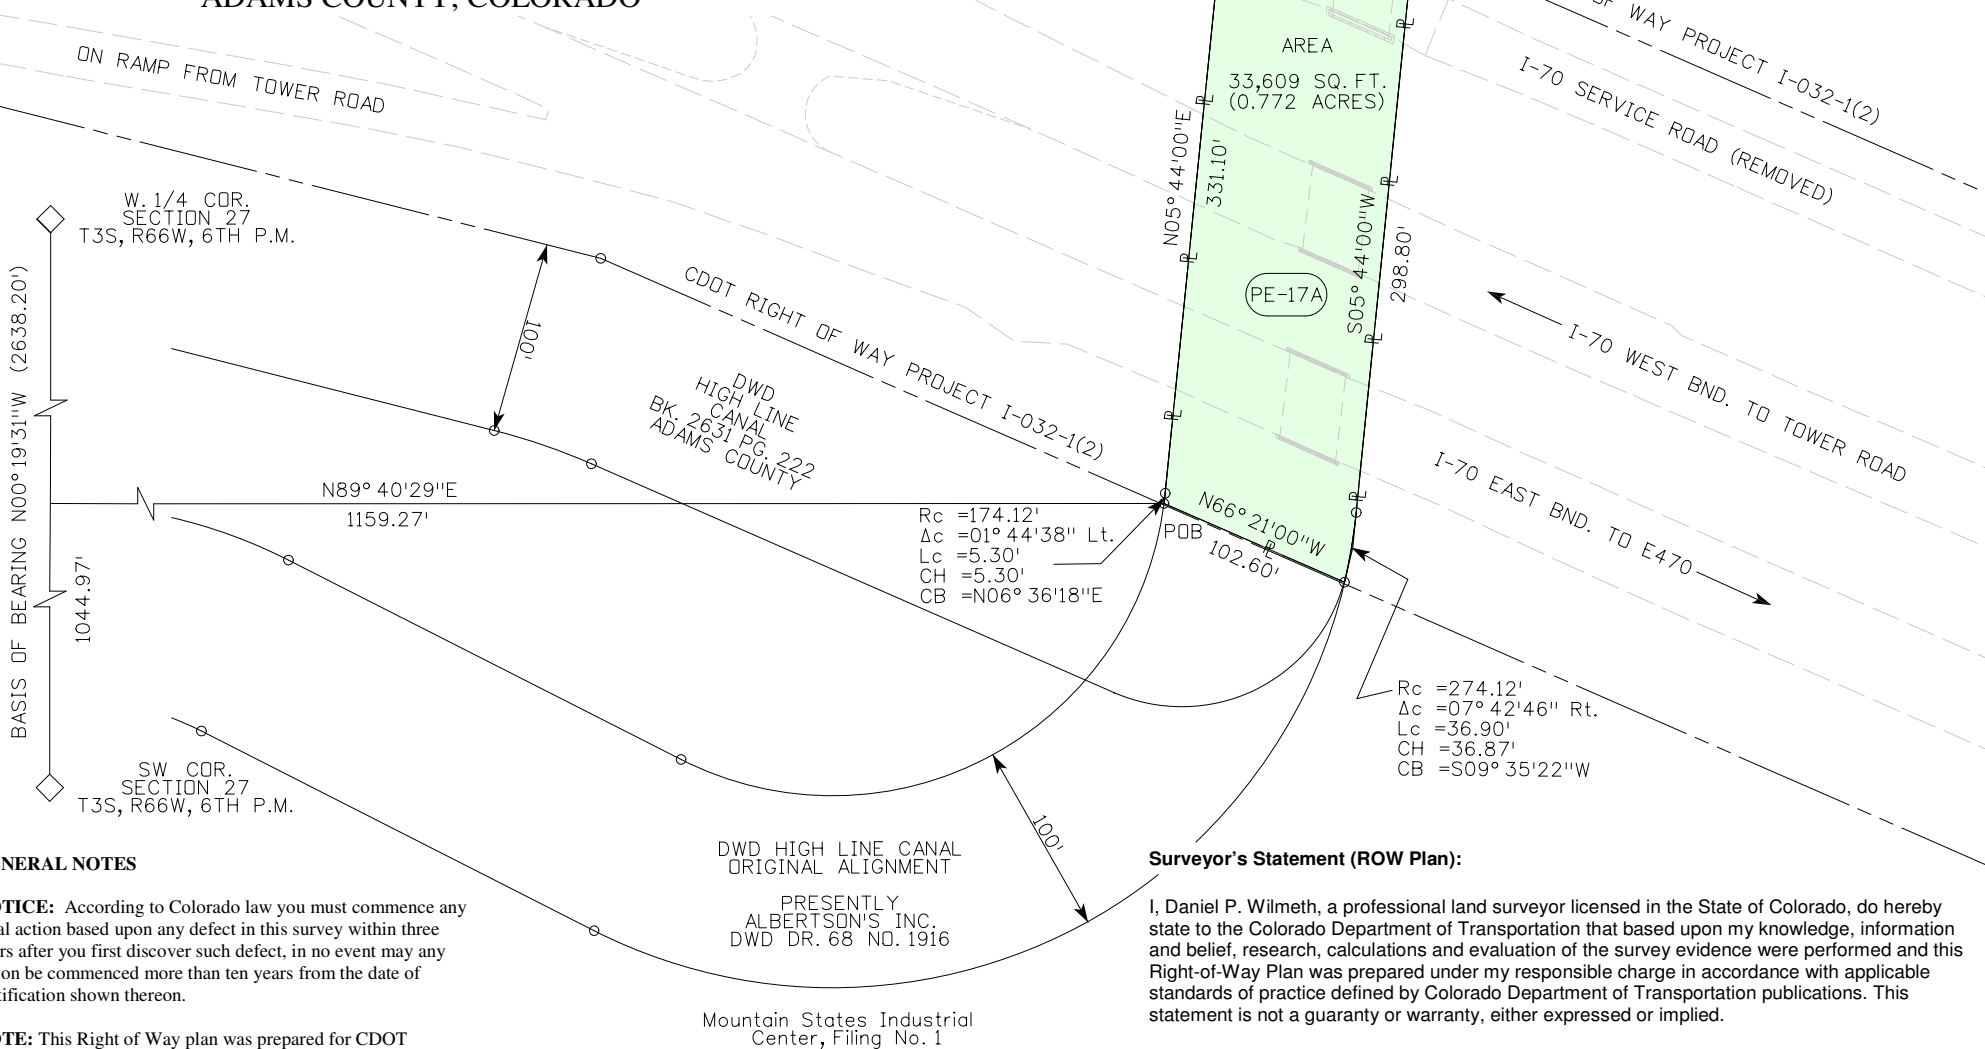 ADAMS COUNTY, COLORADO
ON RAMP FROM TOWER ROAD
AREA
33,609 SQ. FT.
(0.772 ACRES)
OF WAY PROJECT I-032-1(2)
I-70 SERVICE ROAD (REMOVED)
N05°44'00"E
331.10'
S05°44'00"W
298.80'
PL
PL
PL
PL
PL
PL
PL
PL
PE-17A
W. 1/4 COR.
SECTION 27
T3S, R66W, 6TH P.M.
BASIS OF BEARING N00°19'31"W (2638.20')
1044.97'
100'
CDOT RIGHT OF WAY PROJECT I-032-1(2)
DWD
HIGH LINE
CANAL
BK. 2631 PG. 222
ADAMS COUNTY
I-70 WEST BND. TO TOWER ROAD
I-70 EAST BND. TO E470
N89°40'29"E
1159.27'
Rc =174.12'
Δc =01°44'38" Lt.
Lc =5.30'
CH =5.30'
CB =N06°36'18"E
POB
N66°21'00"W
PL
102.60'
Rc =274.12'
Δc =07°42'46" Rt.
Lc =36.90'
CH =36.87'
CB =S09°35'22"W
SW COR.
SECTION 27
T3S, R66W, 6TH P.M.
100'
DWD HIGH LINE CANAL
ORIGINAL ALIGNMENT
PRESENTLY
ALBERTSON'S INC.
DWD DR. 68 NO. 1916
Mountain States Industrial
Center, Filing No. 1
ENERAL NOTES
OTICE: According to Colorado law you must commence any
al action based upon any defect in this survey within three
rs after you first discover such defect, in no event may any
on be commenced more than ten years from the date of
tification shown thereon.
OTE: This Right of Way plan was prepared for CDOT
Surveyor's Statement (ROW Plan):
I, Daniel P. Wilmeth, a professional land surveyor licensed in the State of Colorado, do hereby
state to the Colorado Department of Transportation that based upon my knowledge, information
and belief, research, calculations and evaluation of the survey evidence were performed and this
Right-of-Way Plan was prepared under my responsible charge in accordance with applicable
standards of practice defined by Colorado Department of Transportation publications. This
statement is not a guaranty or warranty, either expressed or implied.